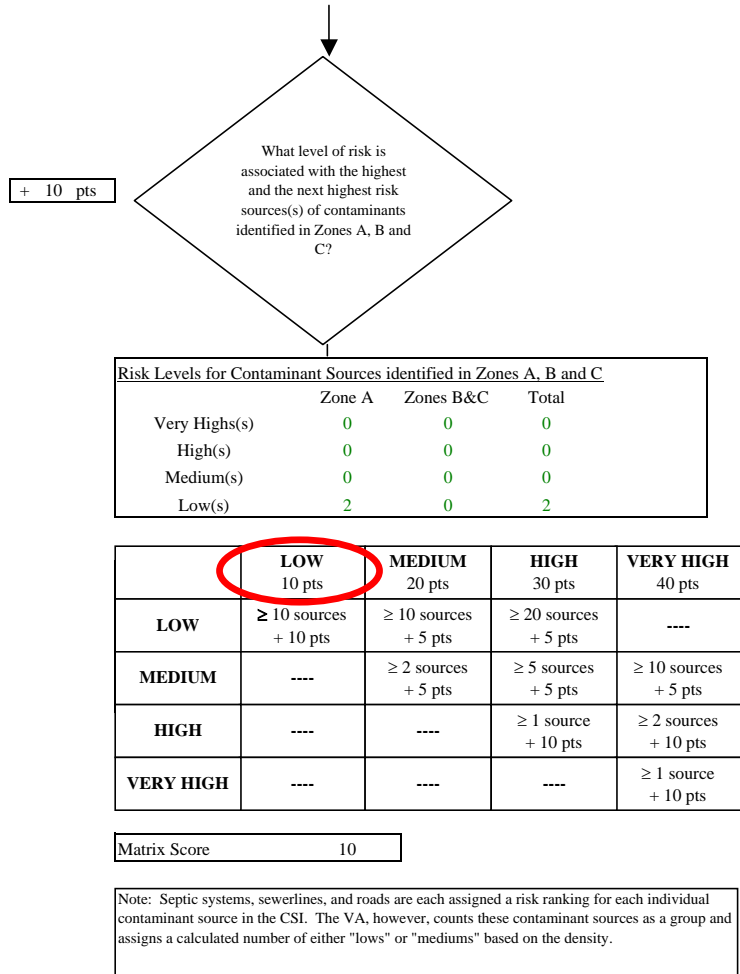 What level of risk is
associated with the highest
and the next highest risk
sources(s) of contaminants
identified in Zones A, B and
C?
+ 10 pts
Risk Levels for Contaminant Sources identified in Zones A, B and C
Zone A Zones B&C Total
Very Highs(s) 0 0 0
High(s) 0 0 0
Medium(s) 0 0 0
Low(s) 2 0 2
LOW MEDIUM HIGH VERY HIGH
10 pts 20 pts 30 pts 40 pts
LOW ≥ 10 sources ≥ 10 sources ≥ 20 sources ----
+ 10 pts + 5 pts + 5 pts
MEDIUM ---- ≥ 2 sources ≥ 5 sources ≥ 10 sources
+ 5 pts + 5 pts + 5 pts
HIGH ---- ---- ≥ 1 source ≥ 2 sources
+ 10 pts + 10 pts
VERY HIGH ---- ---- ---- ≥ 1 source
+ 10 pts
Matrix Score 10
Note: Septic systems, sewerlines, and roads are each assigned a risk ranking for each individual
contaminant source in the CSI. The VA, however, counts these contaminant sources as a group and
assigns a calculated number of either "lows" or "mediums" based on the density.